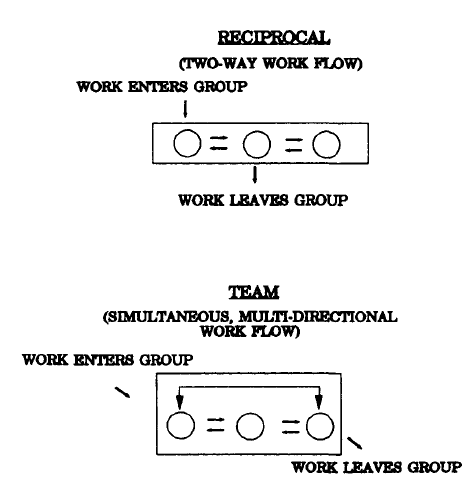 RECIPROCAL
(TWO-WAY WORK FLOW)
WORK ENTERS GROUP
WORK LEAVES GROUP
TEAM
(SIMULTANEOUS, MULTI-DIRECTIONAL
WORK FLOW)
WORK ENTERS GROUP
WORK LEAVES GROUP